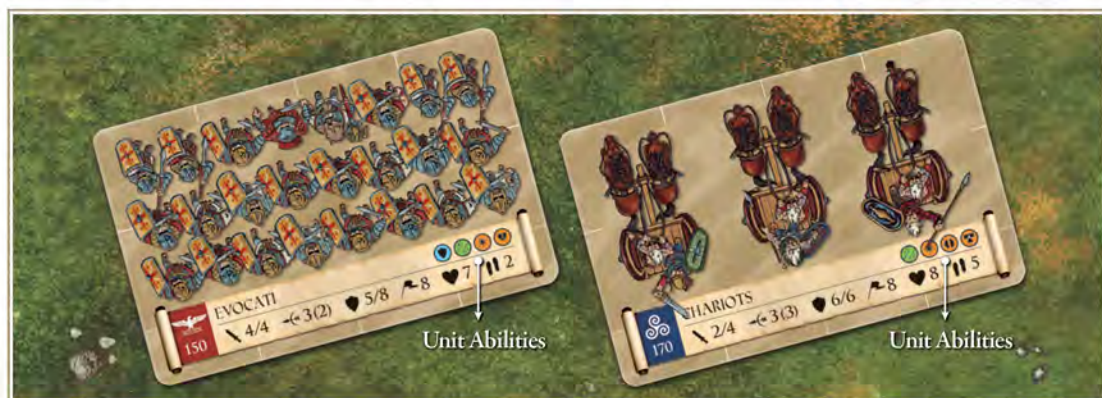 EVOCATI
150 4/4 3(2) 5/8 8 7 2
Unit Abilities
CHARIOTS
170 2/4 3(3) 6/6 8 8 5
Unit Abilities